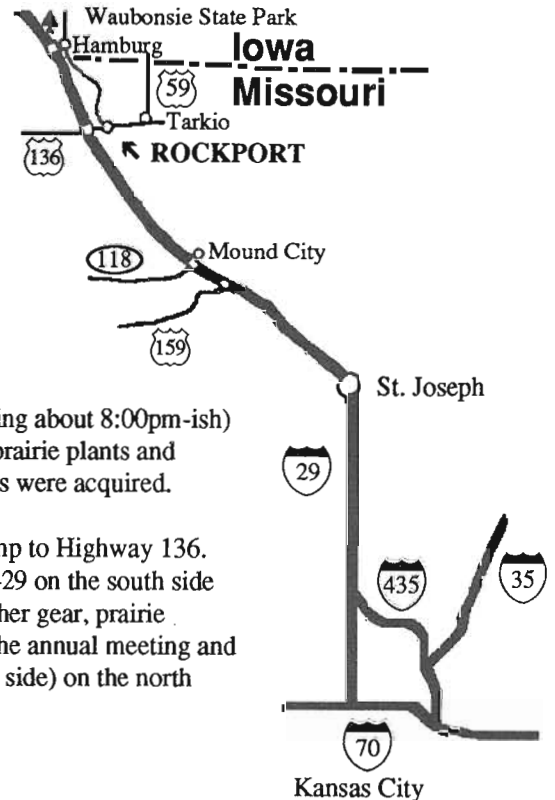 Waubonsie State Park
Hamburg
Iowa
59
Missouri
Tarkio
136
ROCKPORT
118
Mound City
159
St. Joseph
ing about 8:00pm-ish)
prairie plants and
s were acquired.
29
np to Highway 136.
-29 on the south side
her gear, prairie
he annual meeting and
side) on the north
435
35
70
Kansas City